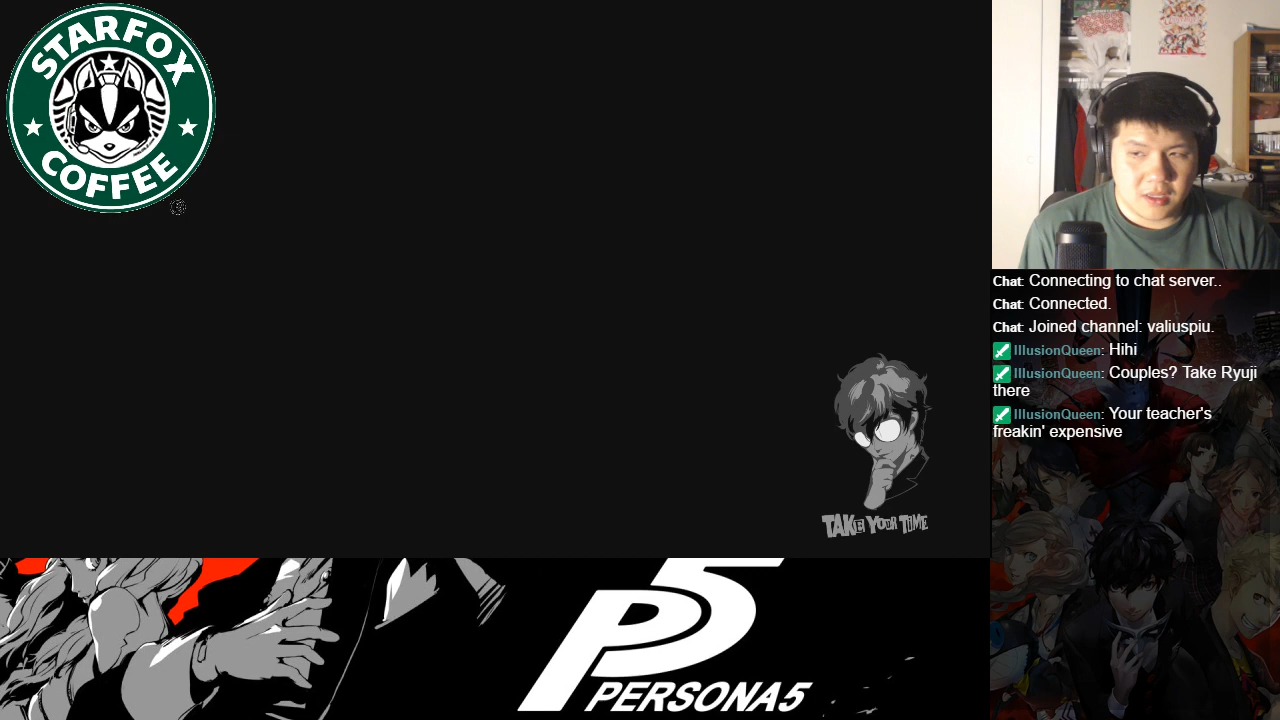 STARFOX
COFFEE
TAKE YOUR TIME
P5
PERSONA5
Chat: Connecting to chat server..
Chat: Connected.
Chat: Joined channel: valiuspiu.
IllusionQueen: Hihi
IllusionQueen: Couples? Take Ryuji
there
IllusionQueen: Your teacher's
freakin' expensive